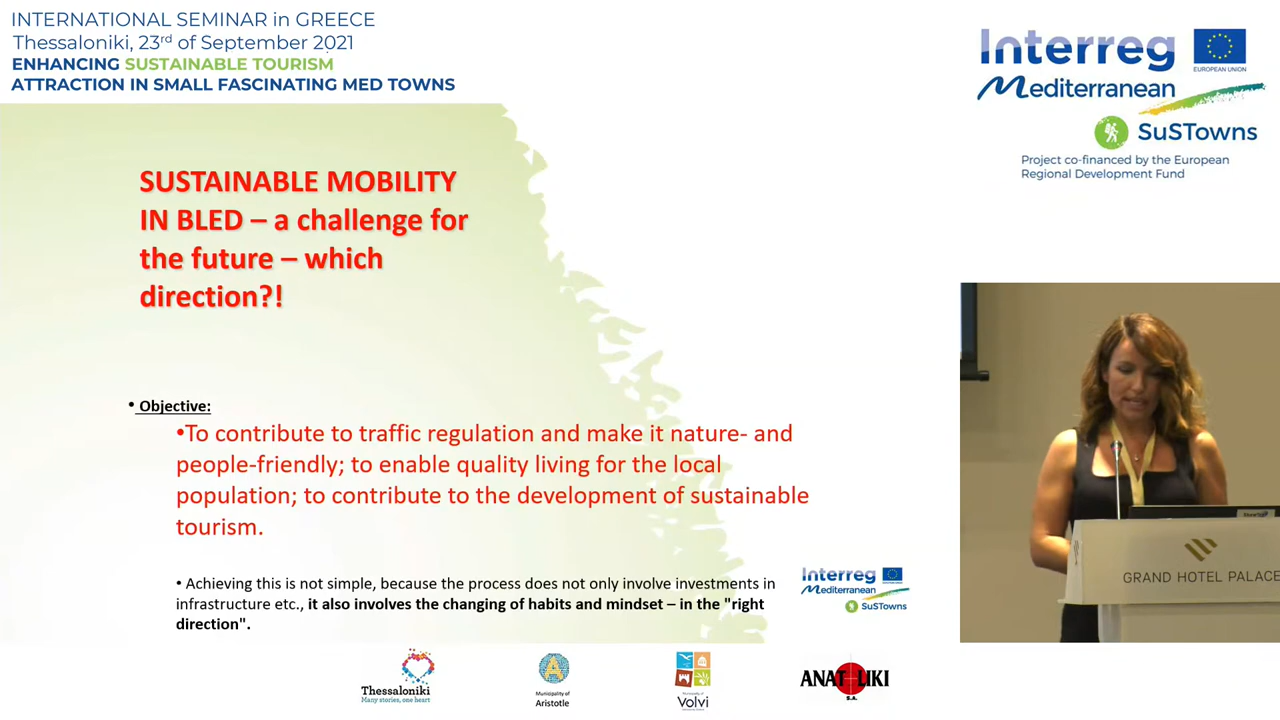 INTERNATIONAL SEMINAR in GREECE
Thessaloniki, 23rd of September 2021
ENHANCING SUSTAINABLE TOURISM
ATTRACTION IN SMALL FASCINATING MED TOWNS
Interreg
EUROPEAN UNION
Mediterranean
SuSTowns
Project co-financed by the European
Regional Development Fund
SUSTAINABLE MOBILITY
IN BLED – a challenge for
the future – which
direction?!
• Objective:
•To contribute to traffic regulation and make it nature- and
people-friendly; to enable quality living for the local
population; to contribute to the development of sustainable
tourism.
• Achieving this is not simple, because the process does not only involve investments in
infrastructure etc., it also involves the changing of habits and mindset – in the "right
direction".
Interreg
Mediterranean
SuSTowns
GRAND HOTEL PALACE
Thessaloniki
Many stories, one heart
Municipality of
Aristotle
Municipality of
Volvi
ANATOLIKI
S.A.